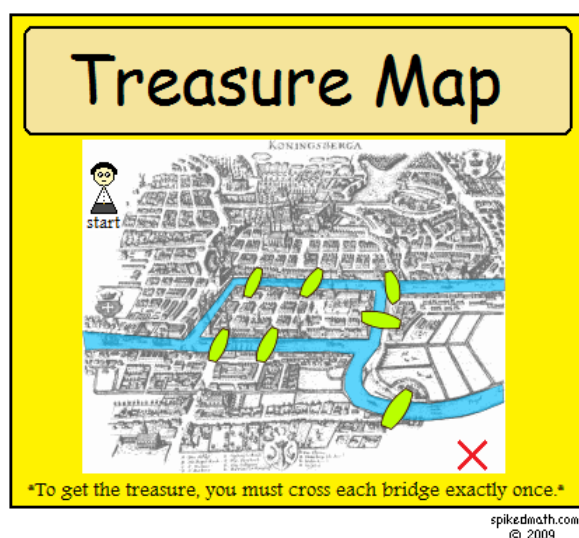 Treasure Map
KONINGSBERGA
start
*To get the treasure, you must cross each bridge exactly once.*
spikedmath.com
© 2009